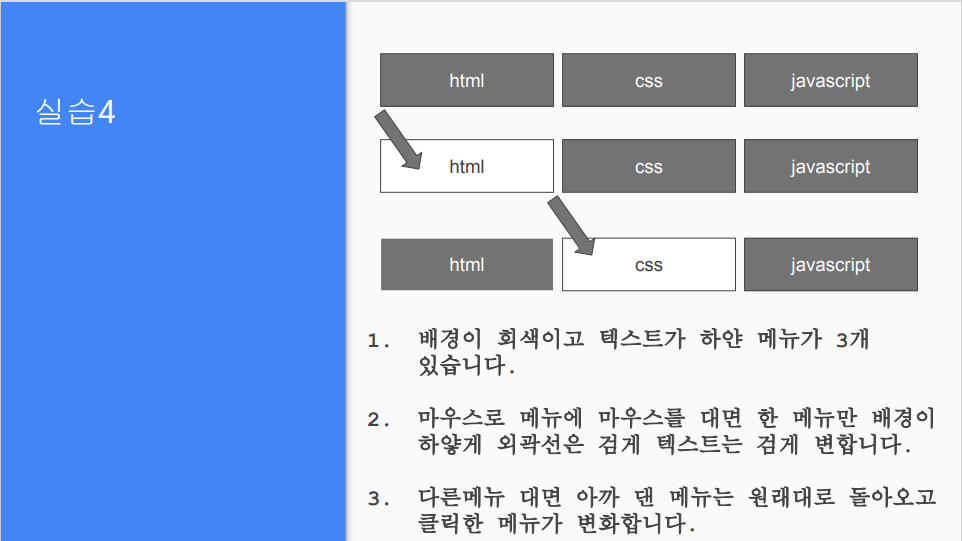 실습4
html css javascript
html css javascript
html css javascript
1. 배경이 회색이고 텍스트가 하얀 메뉴가 3개
있습니다.
2. 마우스로 메뉴에 마우스를 대면 한 메뉴만 배경이
하얗게 외곽선은 검게 텍스트는 검게 변합니다.
3. 다른메뉴 대면 아까 댄 메뉴는 원래대로 돌아오고
클릭한 메뉴가 변화합니다.